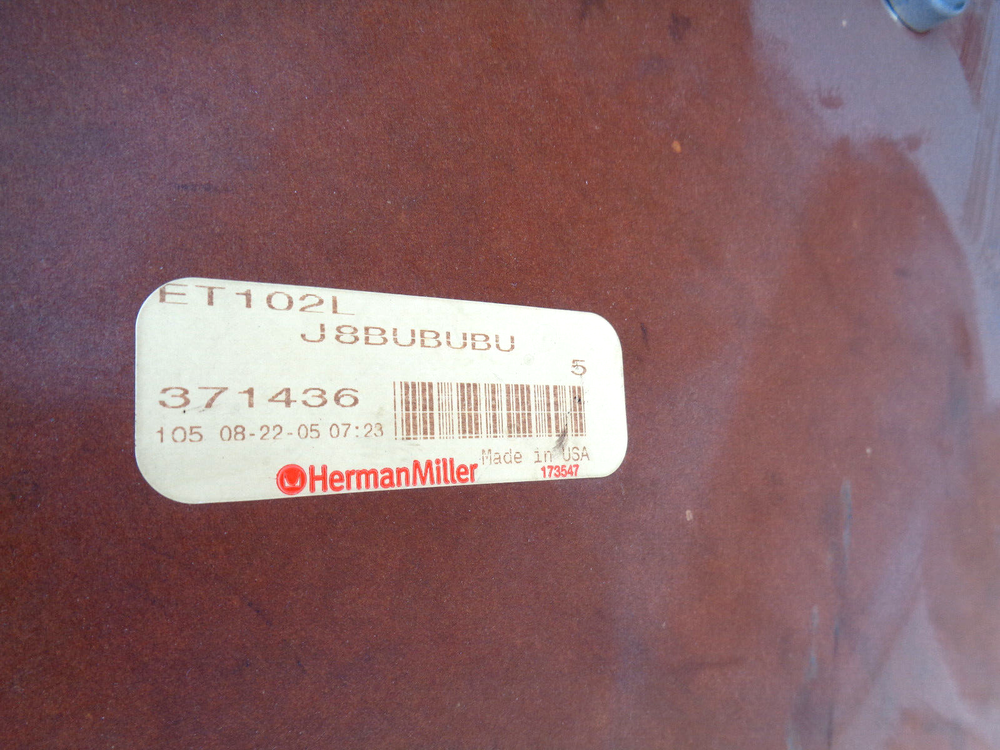 ET102L
J8BUBUBU
5
371436
105 08-22-05 07:23
Made in USA
HermanMiller
173547